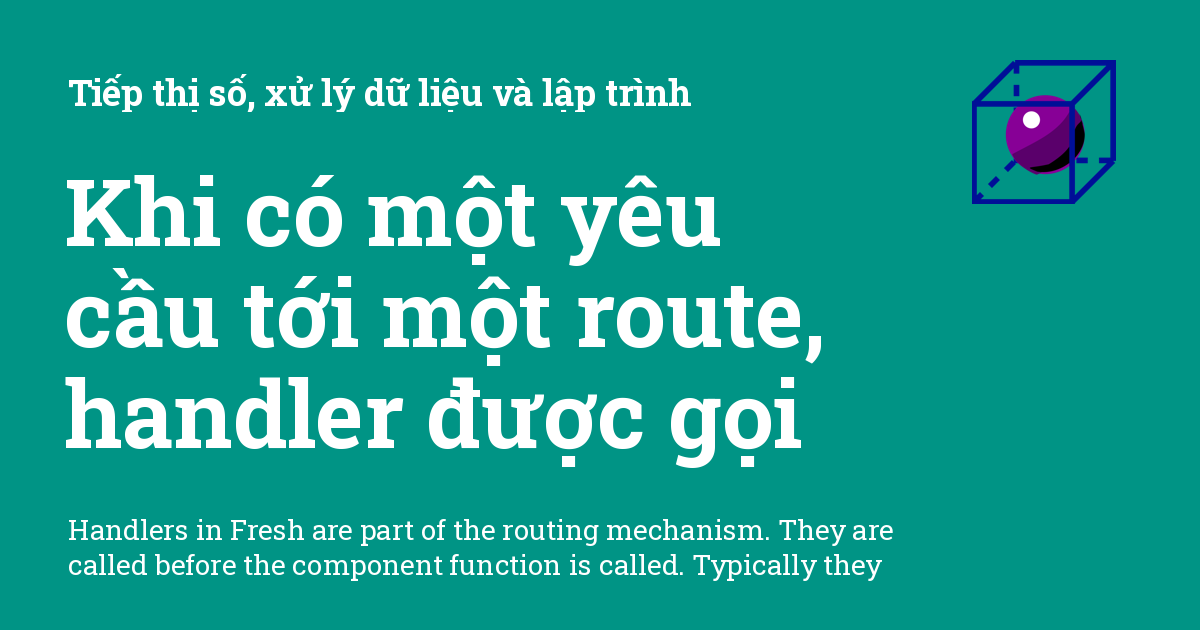 Tiếp thị số, xử lý dữ liệu và lập trình
Khi có một yêu
cầu tới một route,
handler được gọi
Handlers in Fresh are part of the routing mechanism. They are
called before the component function is called. Typically they